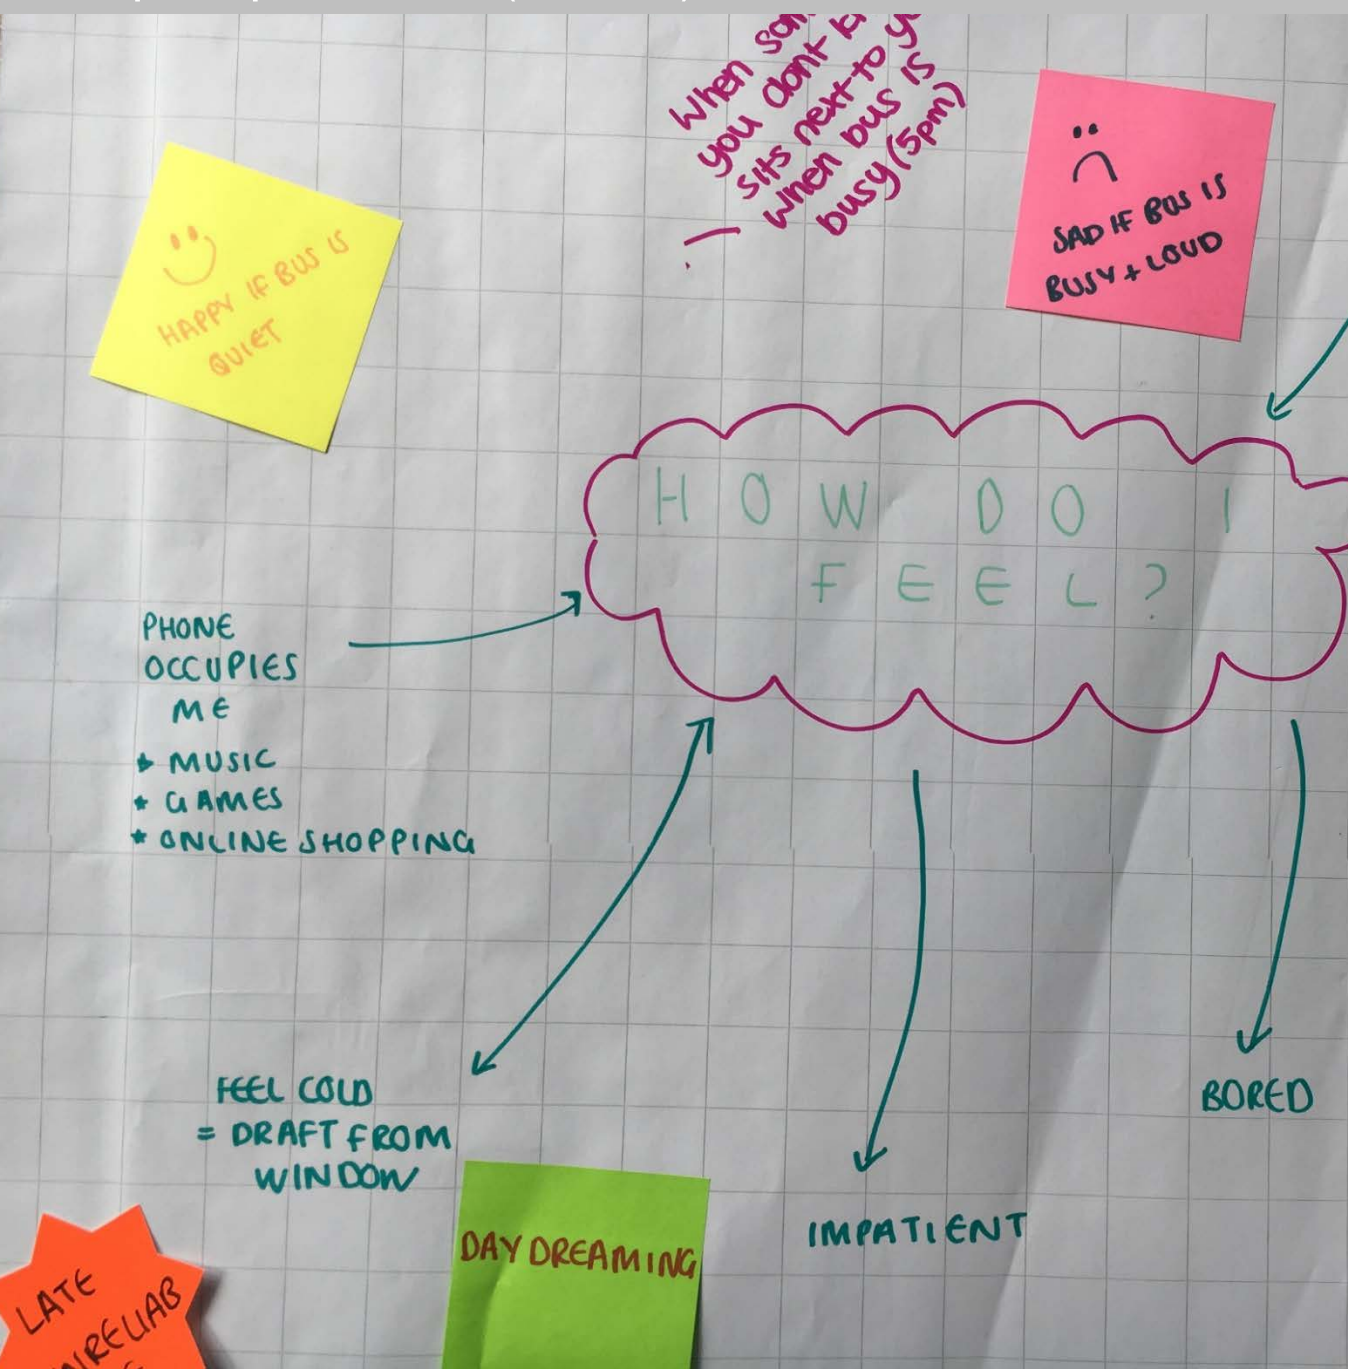 When
you dont
sits next to
when bus is
busy (5pm)
!
SAD IF BUS IS
BUSY + LOUD
HAPPY IF BUS IS
QUIET
HOW DO I
FEEL?
PHONE
OCCUPIES
ME
* MUSIC
* GAMES
* ONLINE SHOPPING
FEEL COLD
= DRAFT FROM
WINDOW
BORED
IMPATIENT
DAY DREAMING
LATE